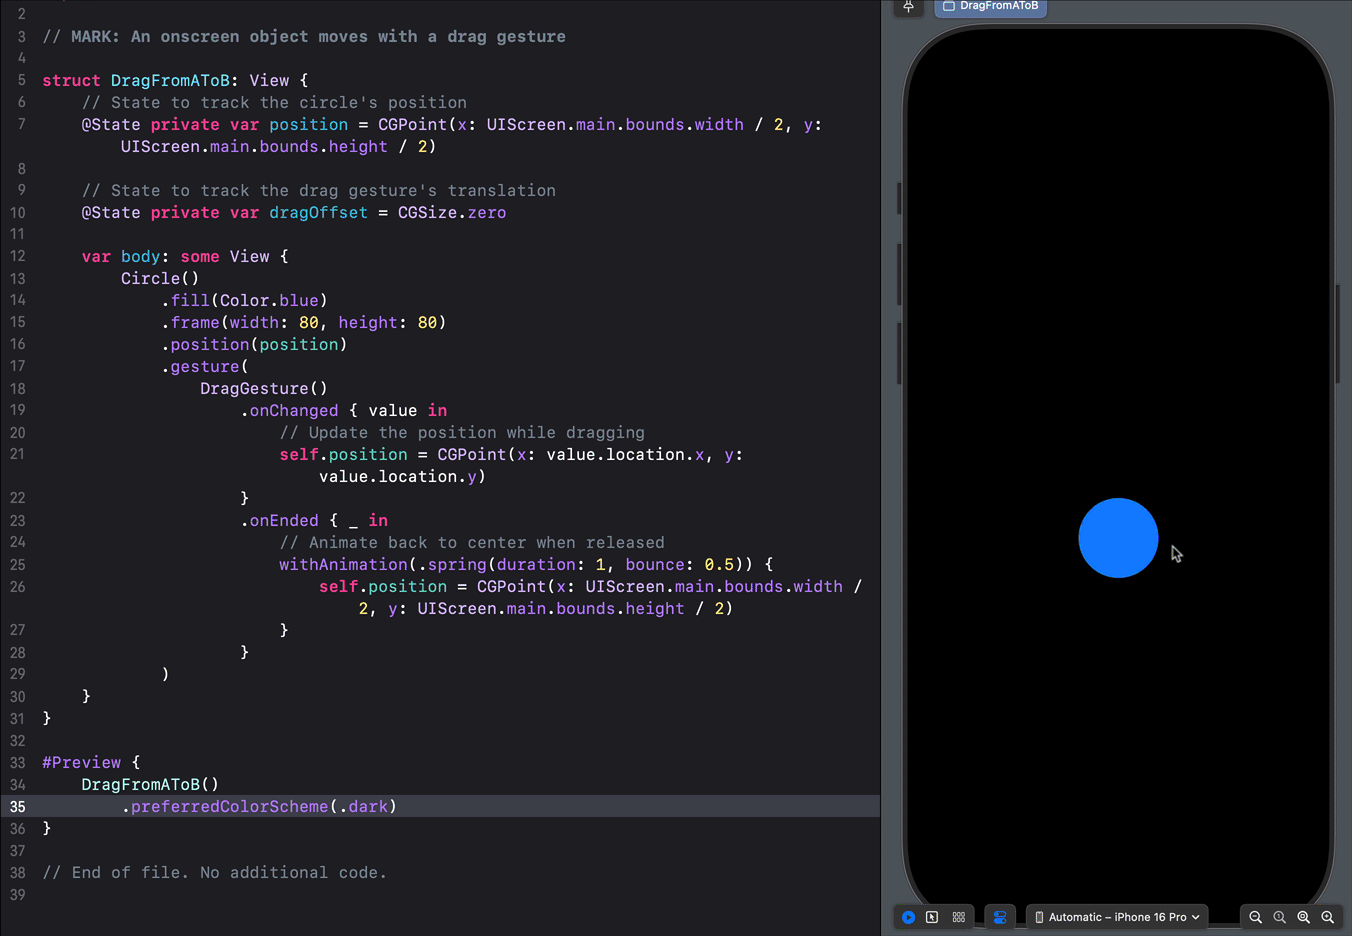 DragFromAToB
2
3 // MARK: An onscreen object moves with a drag gesture
4
5 struct DragFromAToB: View {
6 // State to track the circle's position
7 @State private var position = CGPoint(x: UIScreen.main.bounds.width / 2, y:
UIScreen.main.bounds.height / 2)
8
9 // State to track the drag gesture's translation
10 @State private var dragOffset = CGSize.zero
11
12 var body: some View {
13 Circle()
14 .fill(Color.blue)
15 .frame(width: 80, height: 80)
16 .position(position)
17 .gesture(
18 DragGesture()
19 .onChanged { value in
20 // Update the position while dragging
21 self.position = CGPoint(x: value.location.x, y:
value.location.y)
22 }
23 .onEnded { _ in
24 // Animate back to center when released
25 withAnimation(.spring(duration: 1, bounce: 0.5)) {
26 self.position = CGPoint(x: UIScreen.main.bounds.width /
2, y: UIScreen.main.bounds.height / 2)
27 }
28 }
29 )
30 }
31 }
32
33 #Preview {
34 DragFromAToB()
35 .preferredColorScheme(.dark)
36 }
37
38 // End of file. No additional code.
39
Automatic – iPhone 16 Pro